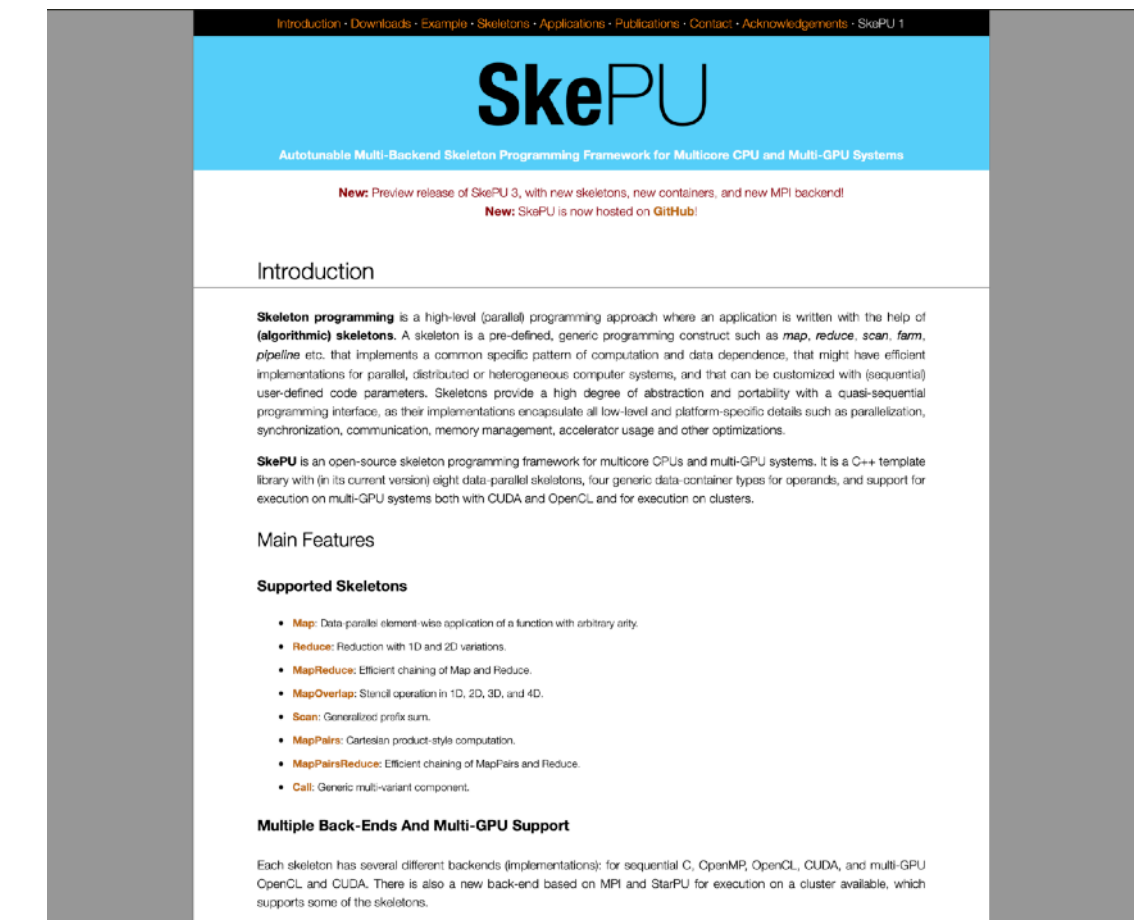 Introduction · Downloads · Example · Skeletons · Applications · Publications · Contact · Acknowledgements · SkePU 1
SkePU
Autotunable Multi-Backend Skeleton Programming Framework for Multicore CPU and Multi-GPU Systems
New: Preview release of SkePU 3, with new skeletons, new containers, and new MPI backend!
New: SkePU is now hosted on GitHub!
Introduction
Skeleton programming is a high-level (parallel) programming approach where an application is written with the help of
(algorithmic) skeletons. A skeleton is a pre-defined, generic programming construct such as map, reduce, scan, farm,
pipeline etc. that implements a common specific pattern of computation and data dependence, that might have efficient
implementations for parallel, distributed or heterogeneous computer systems, and that can be customized with (sequential)
user-defined code parameters. Skeletons provide a high degree of abstraction and portability with a quasi-sequential
programming interface, as their implementations encapsulate all low-level and platform-specific details such as parallelization,
synchronization, communication, memory management, accelerator usage and other optimizations.
SkePU is an open-source skeleton programming framework for multicore CPUs and multi-GPU systems. It is a C++ template
library with (in its current version) eight data-parallel skeletons, four generic data-container types for operands, and support for
execution on multi-GPU systems both with CUDA and OpenCL and for execution on clusters.
Main Features
Supported Skeletons
• Map: Data-parallel element-wise application of a function with arbitrary arity.
• Reduce: Reduction with 1D and 2D variations.
• MapReduce: Efficient chaining of Map and Reduce.
• MapOverlap: Stencil operation in 1D, 2D, 3D, and 4D.
• Scan: Generalized prefix sum.
• MapPairs: Cartesian product-style computation.
• MapPairsReduce: Efficient chaining of MapPairs and Reduce.
• Call: Generic multi-variant component.
Multiple Back-Ends And Multi-GPU Support
Each skeleton has several different backends (implementations): for sequential C, OpenMP, OpenCL, CUDA, and multi-GPU
OpenCL and CUDA. There is also a new back-end based on MPI and StarPU for execution on a cluster available, which
supports some of the skeletons.